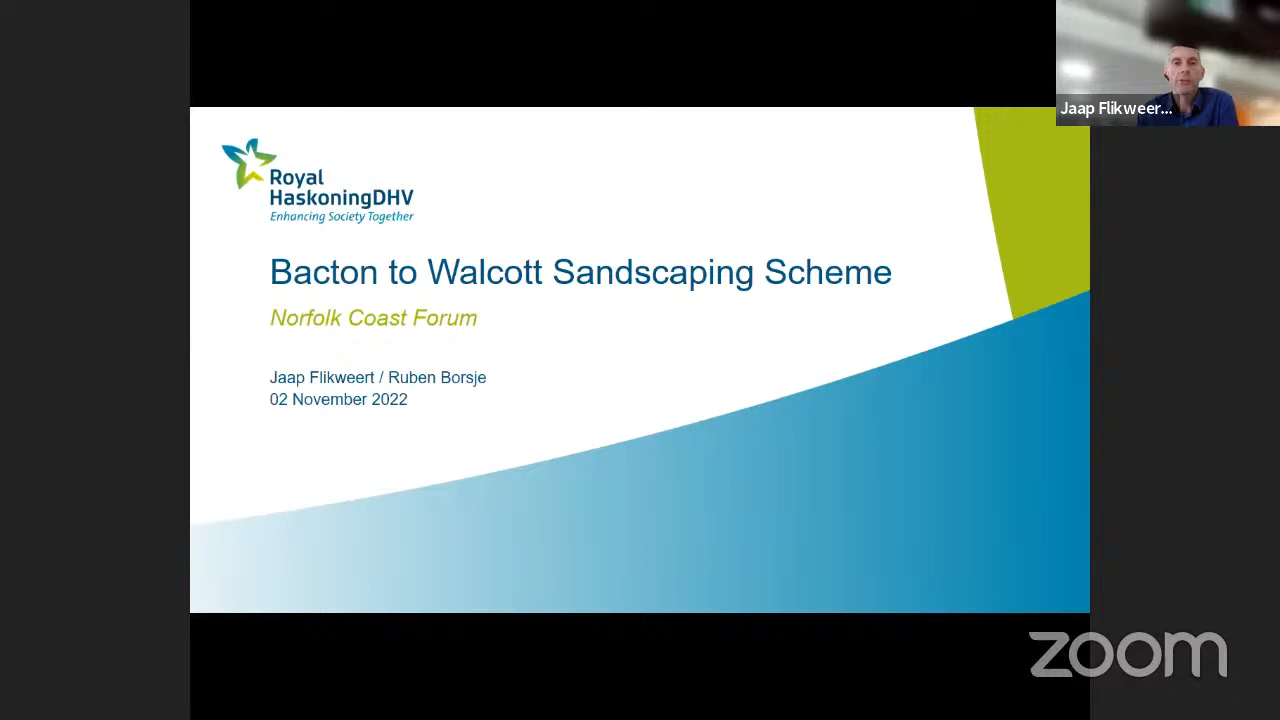 Jaap Flikweer...
Royal
HaskoningDHV
Enhancing Society Together
Bacton to Walcott Sandscaping Scheme
Norfolk Coast Forum
Jaap Flikweert / Ruben Borsje
02 November 2022
zoom